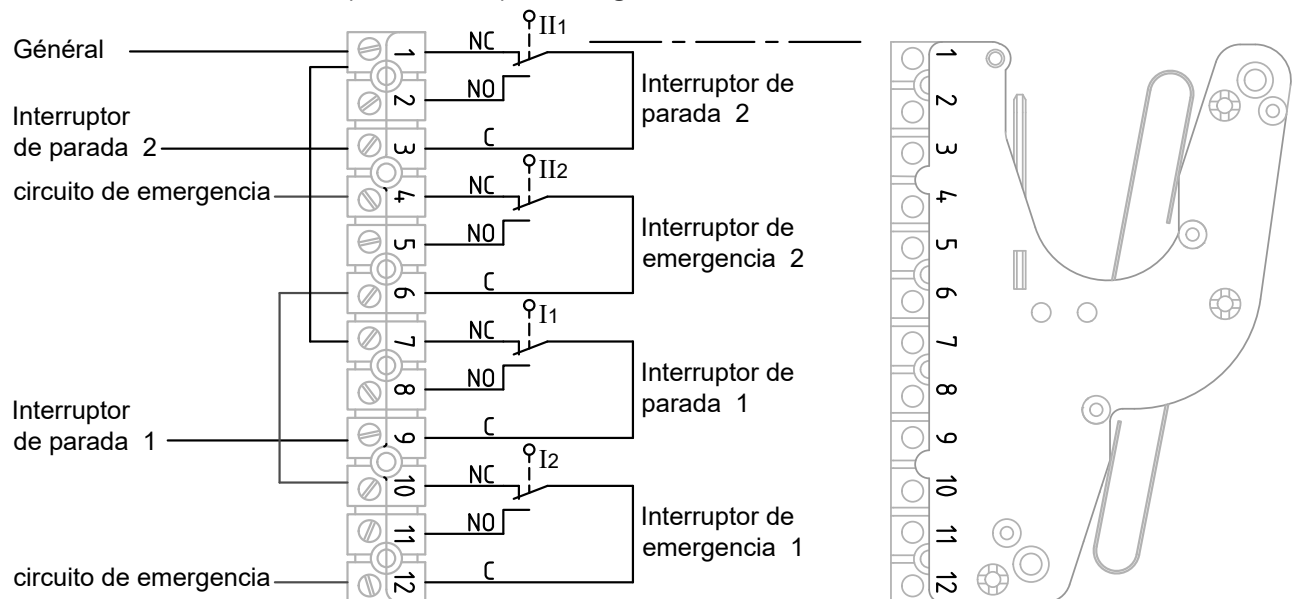 Général
Interruptor
de parada 2
circuito de emergencia
Interruptor
de parada 1
circuito de emergencia
1
2
3
4
5
6
7
8
9
10
11
12
NC
NO
C
NC
NO
C
NC
NO
C
NC
NO
C
II1
II2
I1
I2
Interruptor de
parada 2
Interruptor de
emergencia 2
Interruptor de
parada 1
Interruptor de
emergencia 1
1
2
3
4
5
6
7
8
9
10
11
12